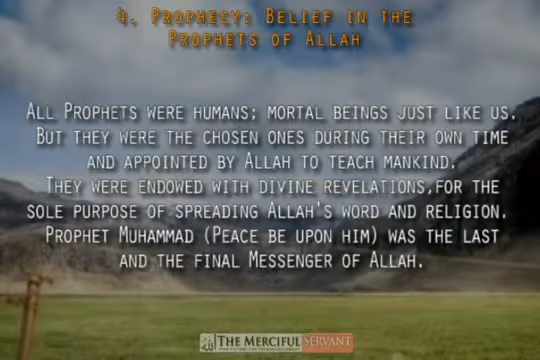 4. Prophecy: Belief in the
Prophets of Allah
All Prophets were humans; mortal beings just like us.
But they were the chosen ones during their own time
and appointed by Allah to teach mankind.
They were endowed with divine revelations,for the
sole purpose of spreading Allah's word and religion.
Prophet Muhammad (Peace be upon him) was the last
and the final Messenger of Allah.
The Merciful Servant